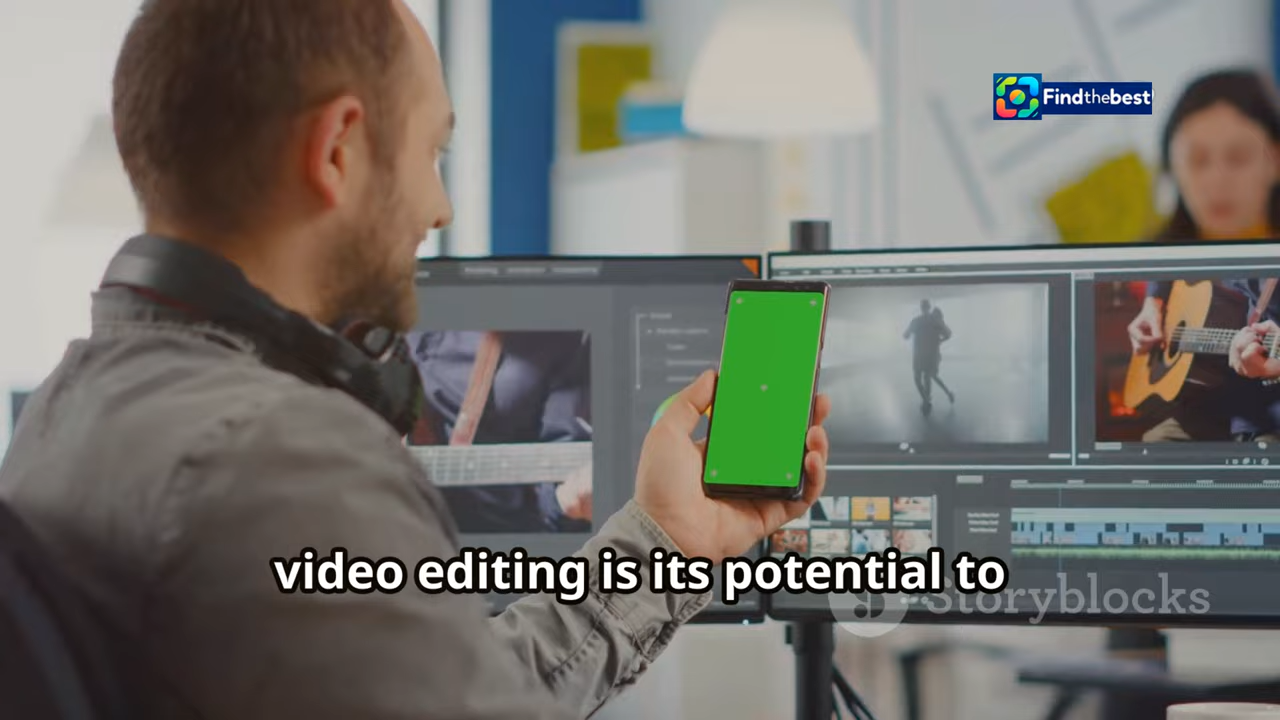 Findthebest
video editing is its potential to
Storyblocks